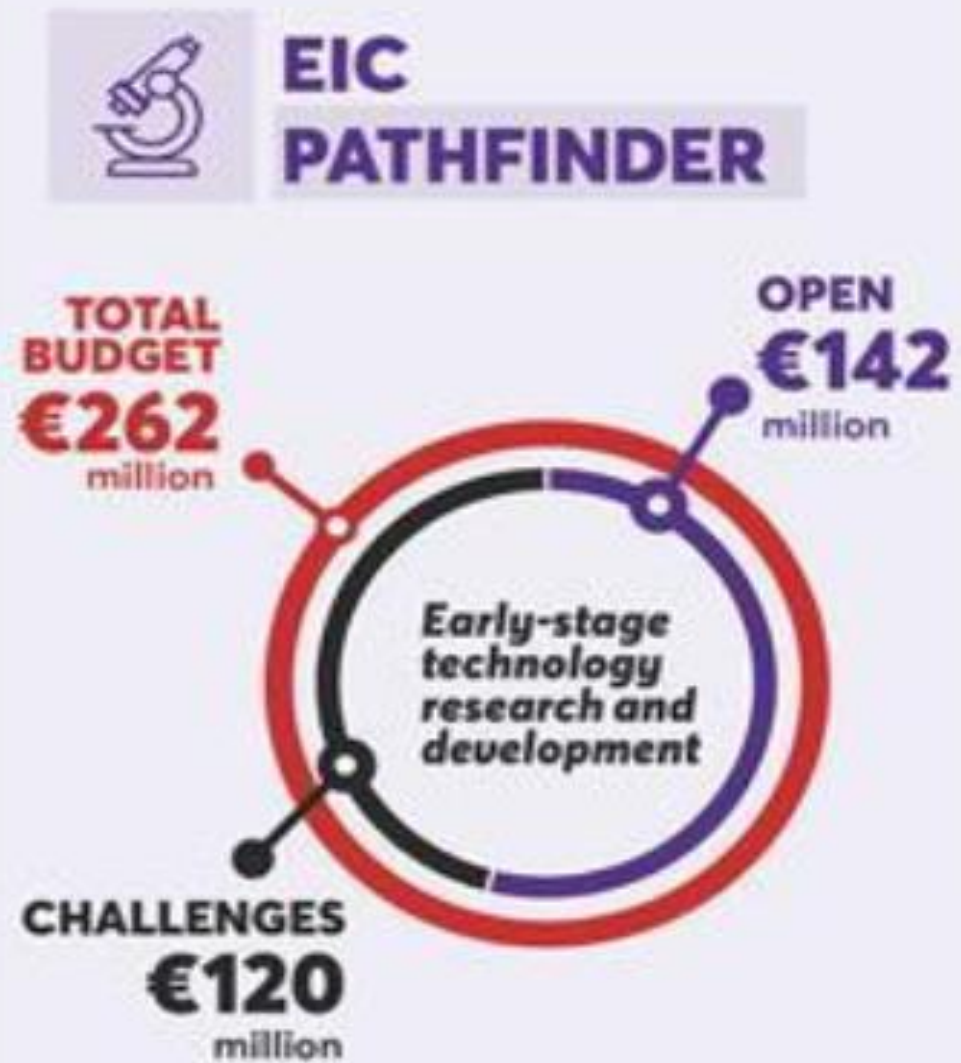 EIC
PATHFINDER
TOTAL
BUDGET
€262
million
OPEN
€142
million
Early-stage
technology
research and
development
CHALLENGES
€120
million